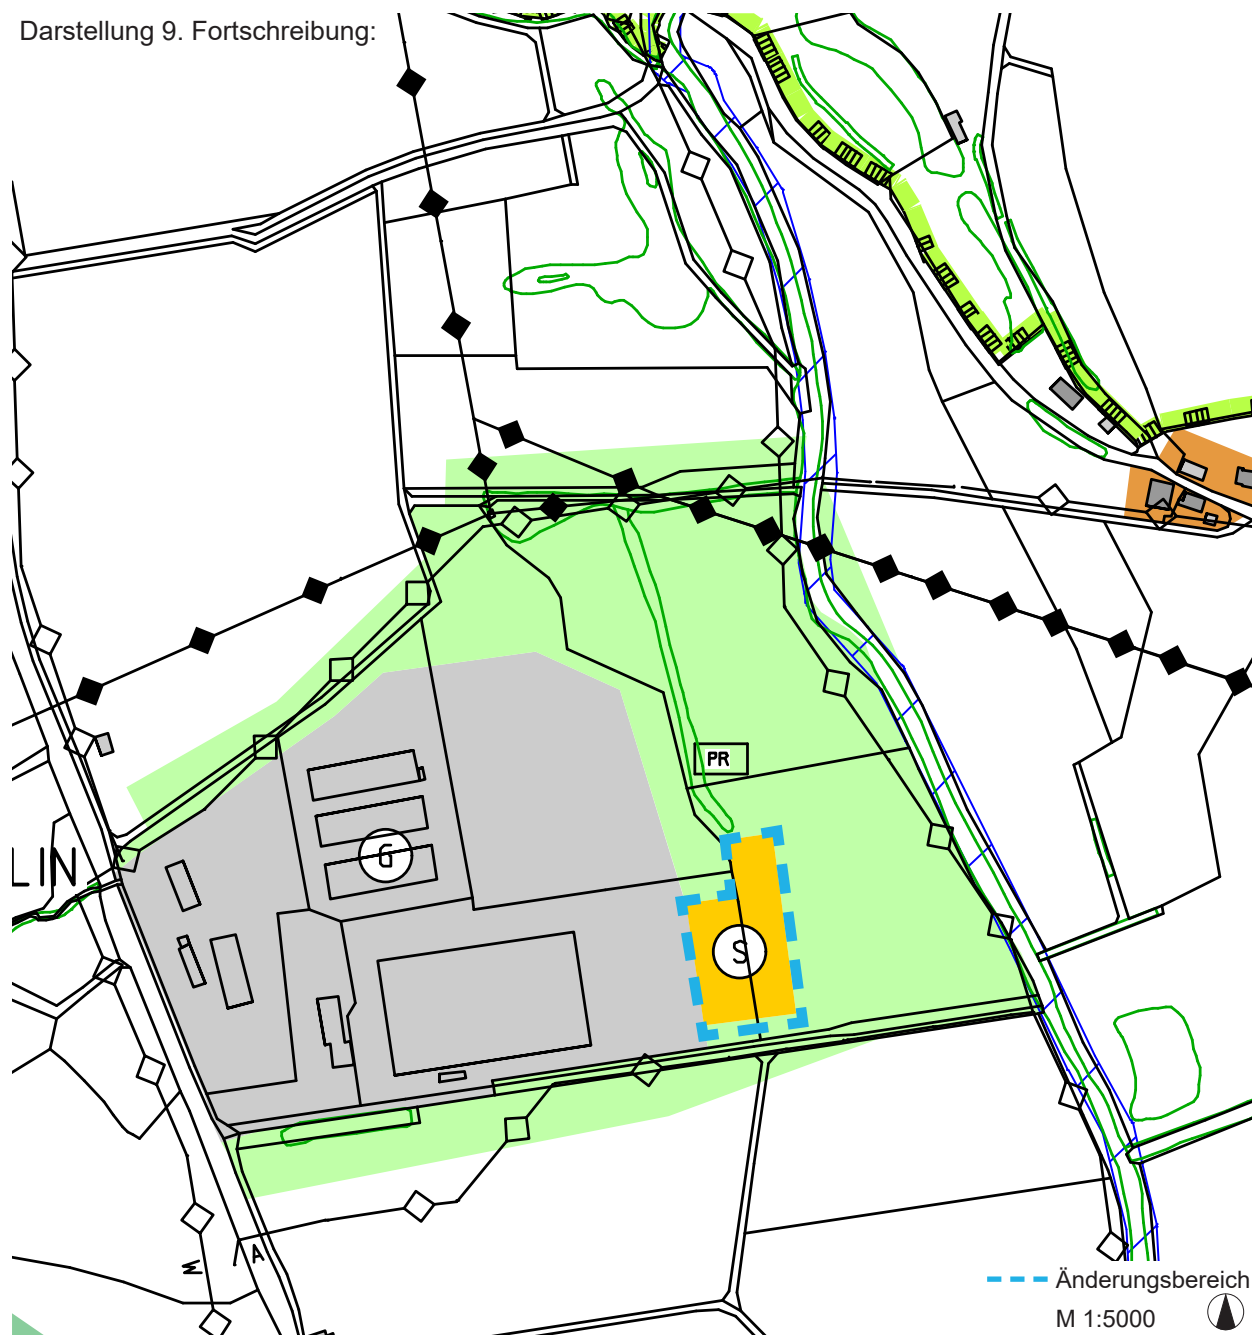 Darstellung 9. Fortschreibung:
PR
LIN
G
S
W
A
Änderungsbereich
M 1:5000